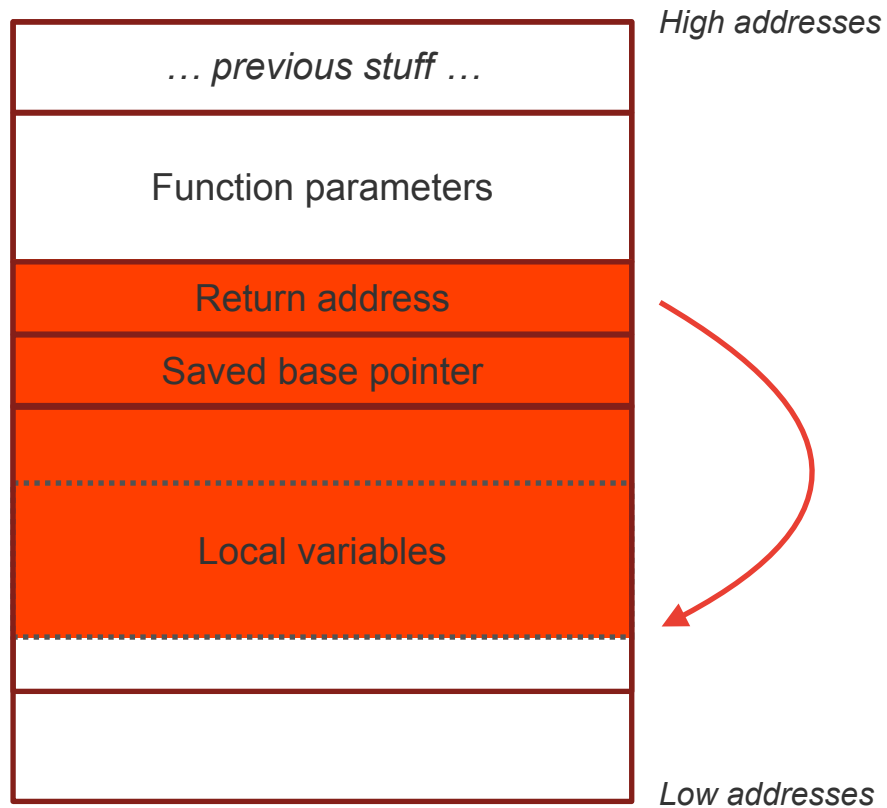 High addresses
… previous stuff …
Function parameters
Return address
Saved base pointer
Local variables
Low addresses